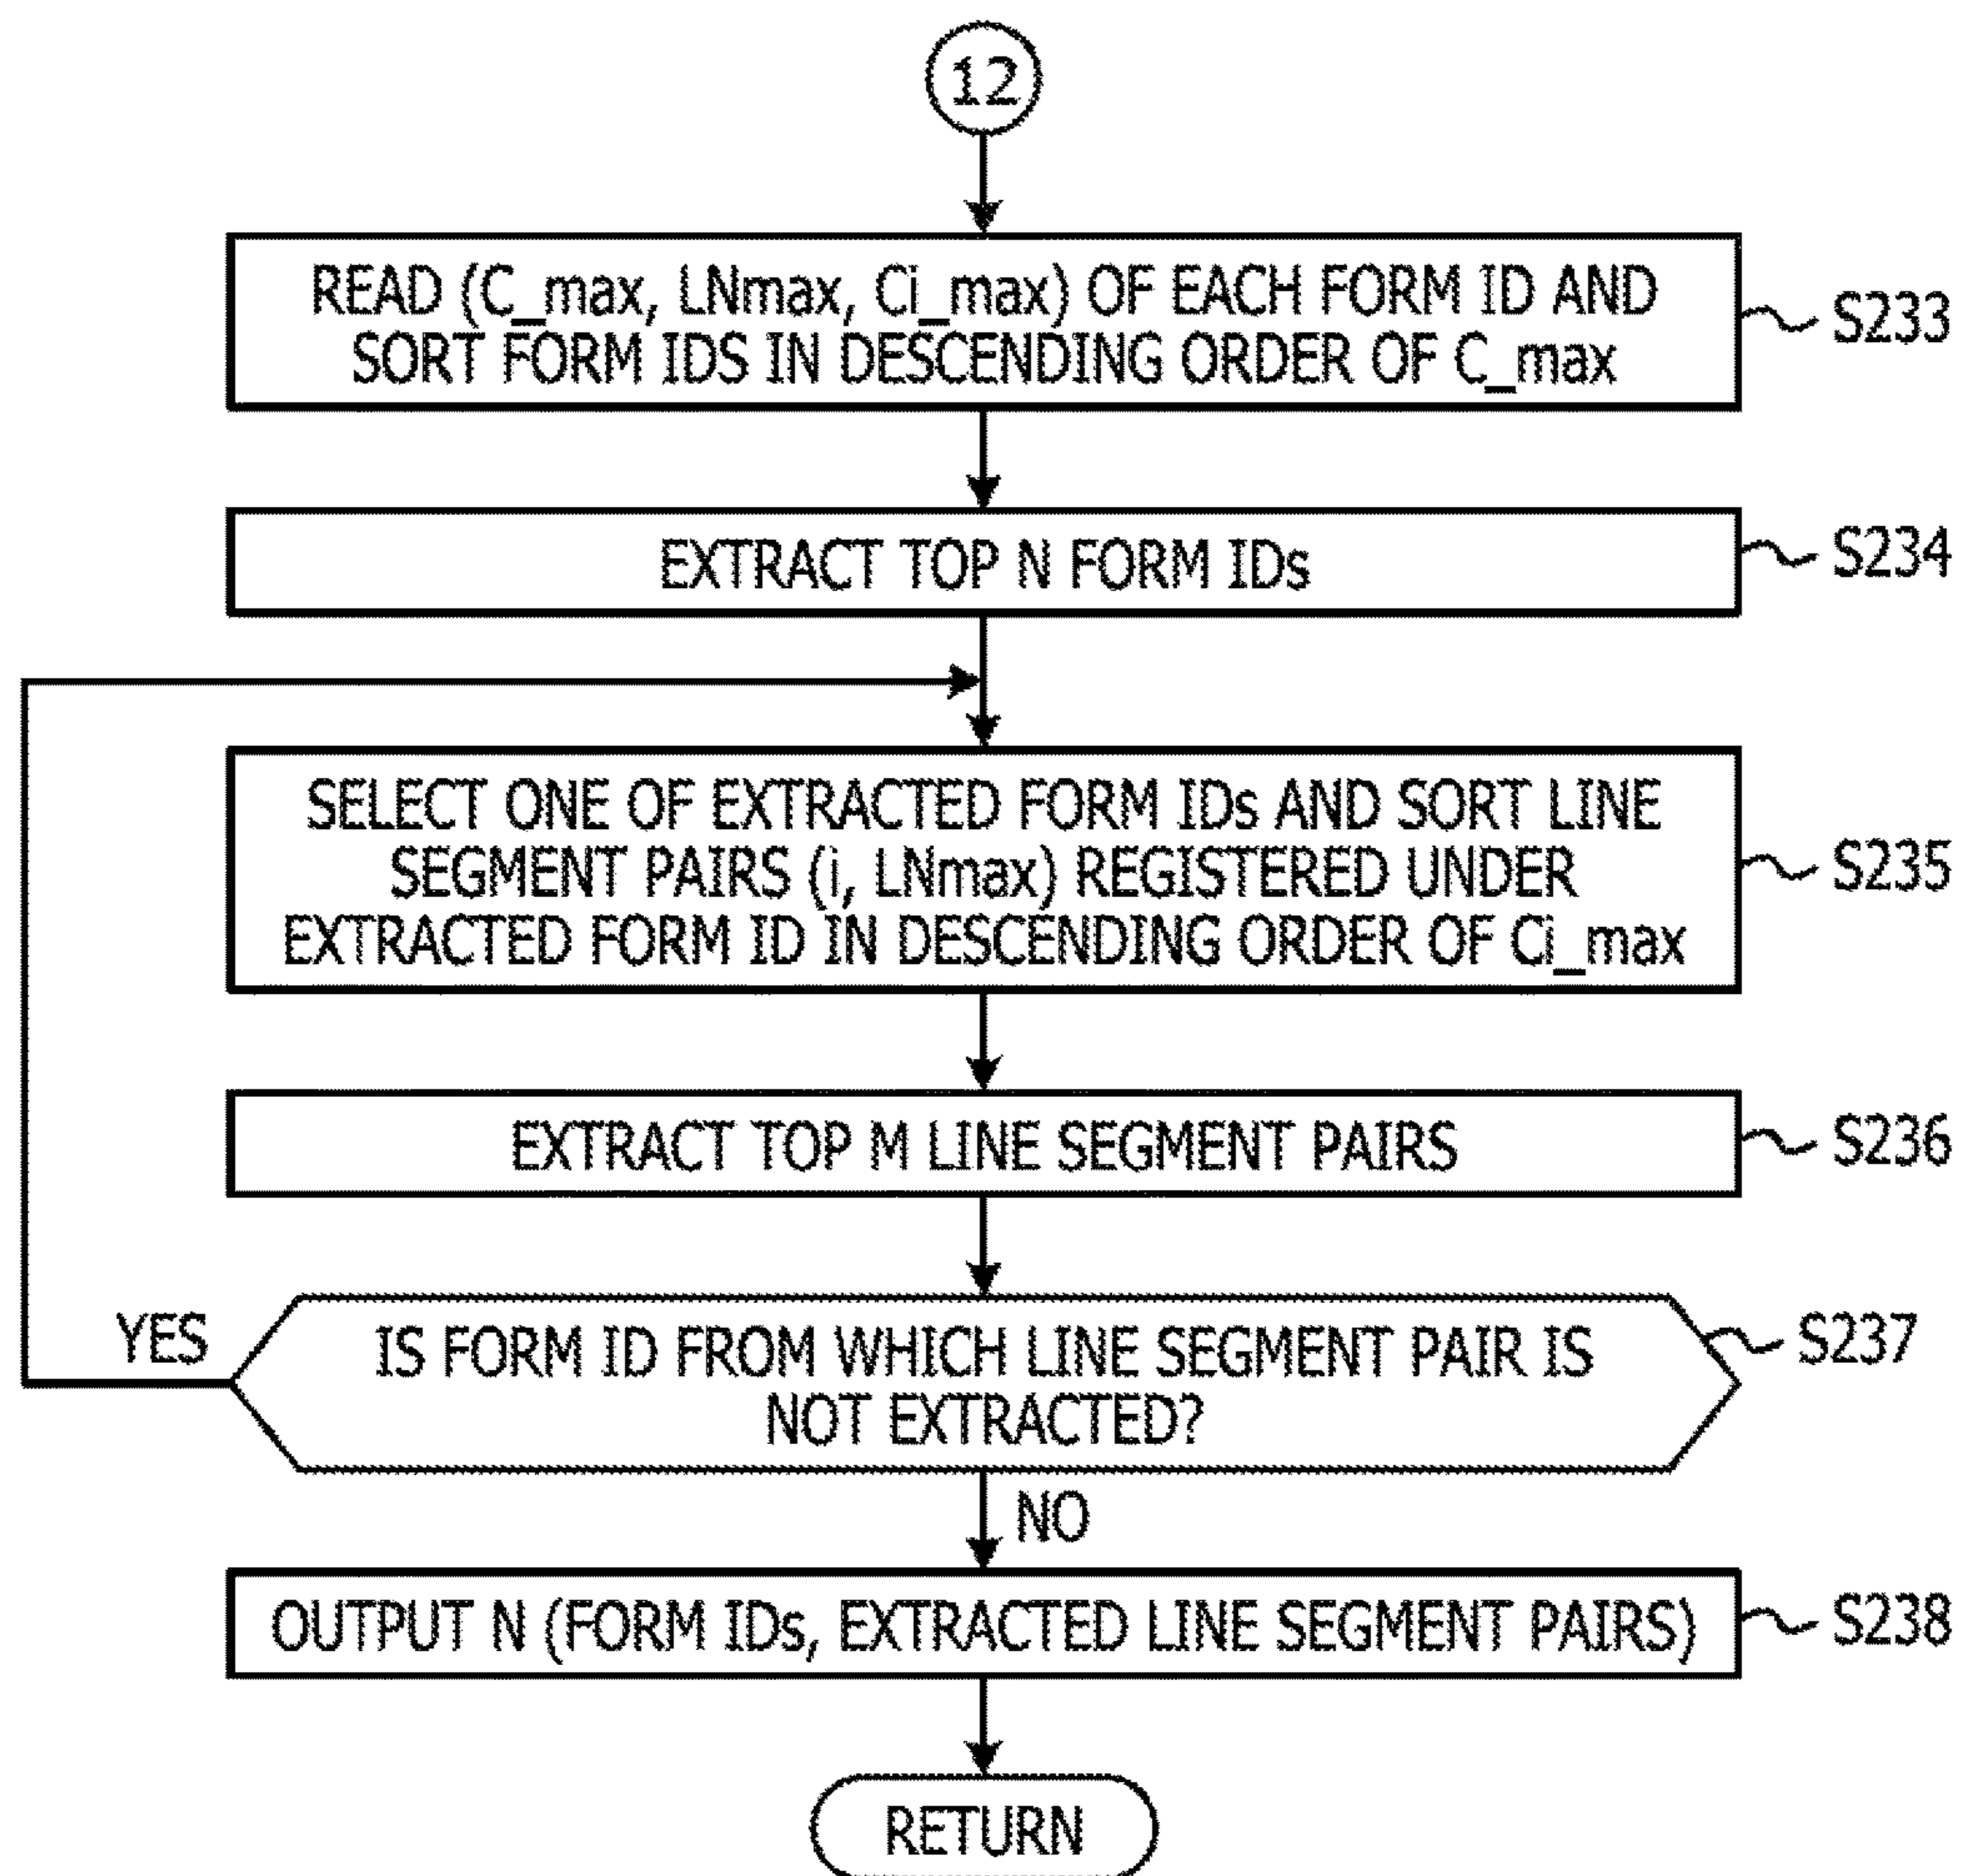 12
READ (C_max, LNmax, Ci_max) OF EACH FORM ID AND
SORT FORM IDS IN DESCENDING ORDER OF C_max
S233
EXTRACT TOP N FORM IDs
S234
SELECT ONE OF EXTRACTED FORM IDs AND SORT LINE
SEGMENT PAIRS (i, LNmax) REGISTERED UNDER
EXTRACTED FORM ID IN DESCENDING ORDER OF Ci_max
S235
EXTRACT TOP M LINE SEGMENT PAIRS
S236
YES
IS FORM ID FROM WHICH LINE SEGMENT PAIR IS
NOT EXTRACTED?
S237
NO
OUTPUT N (FORM IDs, EXTRACTED LINE SEGMENT PAIRS)
S238
RETURN